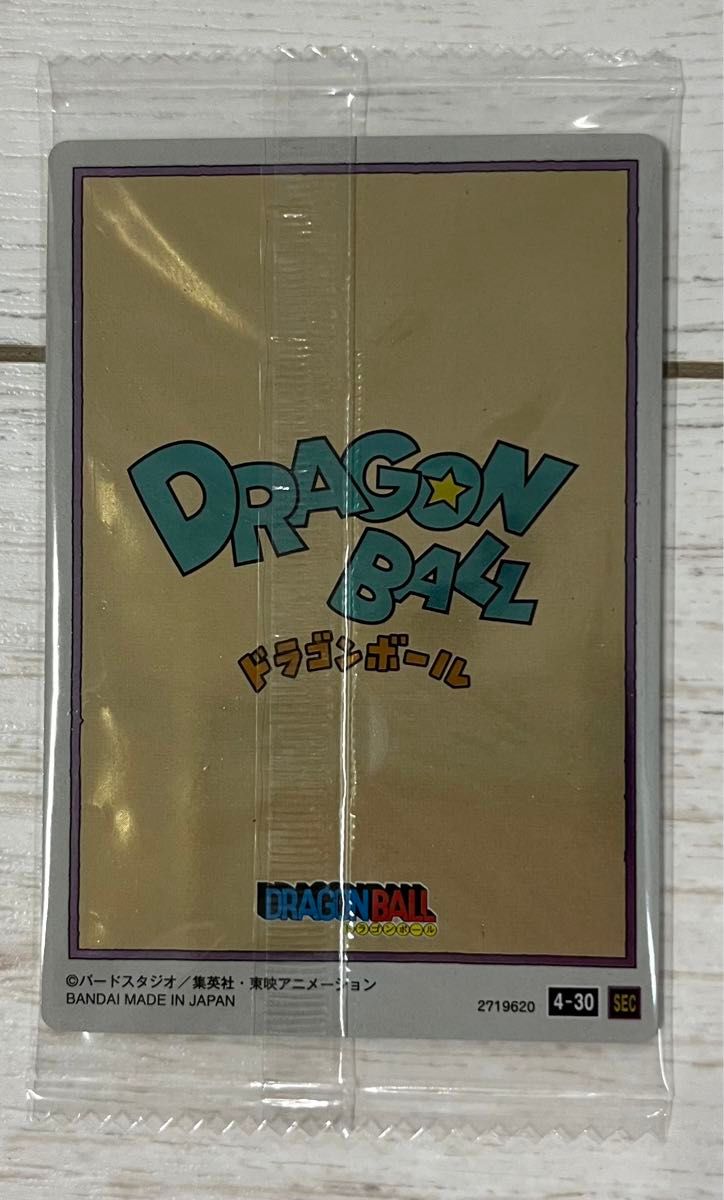 DRAGON
BALL
ドラゴンボール
DRAGON BALL
ドラゴンボール
©バードスタジオ／集英社・東映アニメーション
BANDAI MADE IN JAPAN
2719620 4-30 SEC